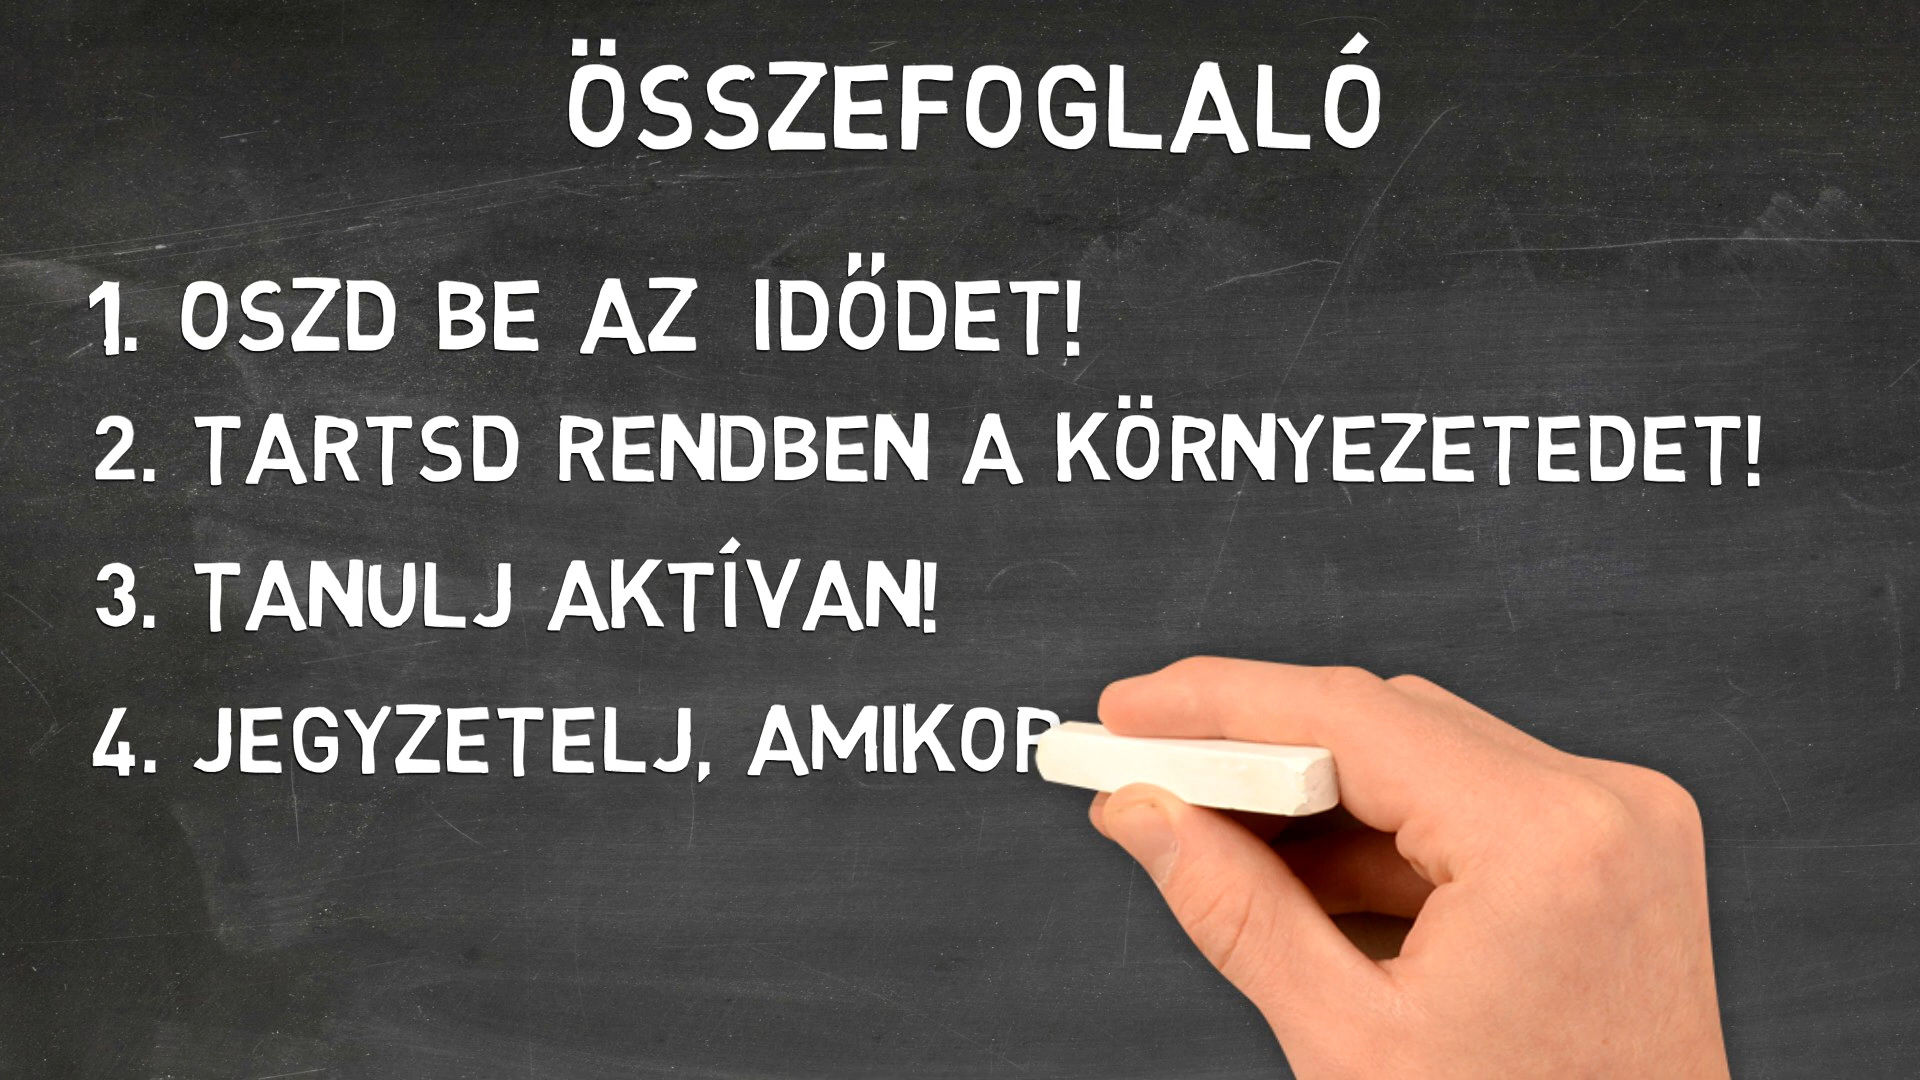 ÖSSZEFOGLALÓ
1. OSZD BE AZ IDŐDET!
2. TARTSD RENDBEN A KÖRNYEZETEDET!
3. TANULJ AKTÍVAN!
4. JEGYZETELJ, AMIKOR